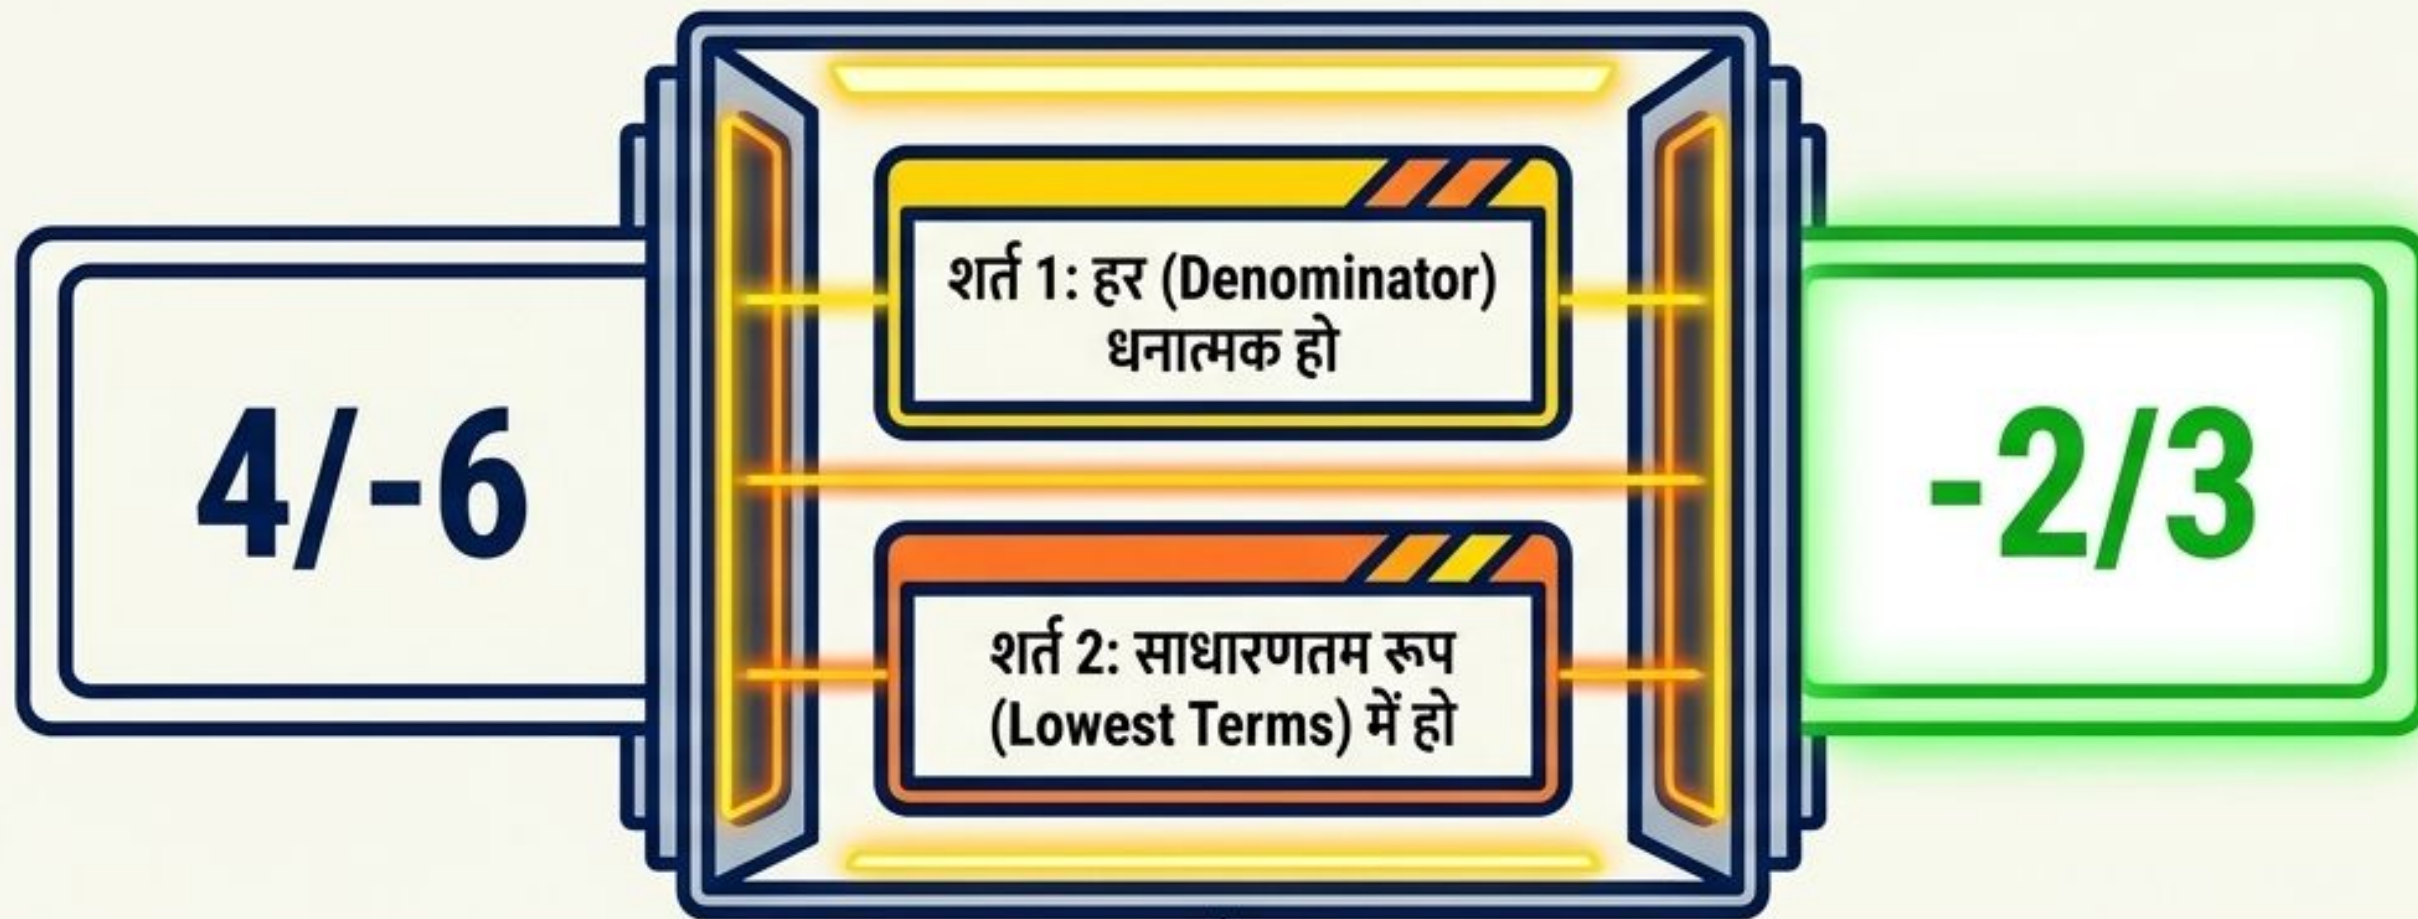 4/-6
शर्त 1: हर (Denominator)
धनात्मक हो
शर्त 2: साधारणतम रूप
(Lowest Terms) में हो
-2/3